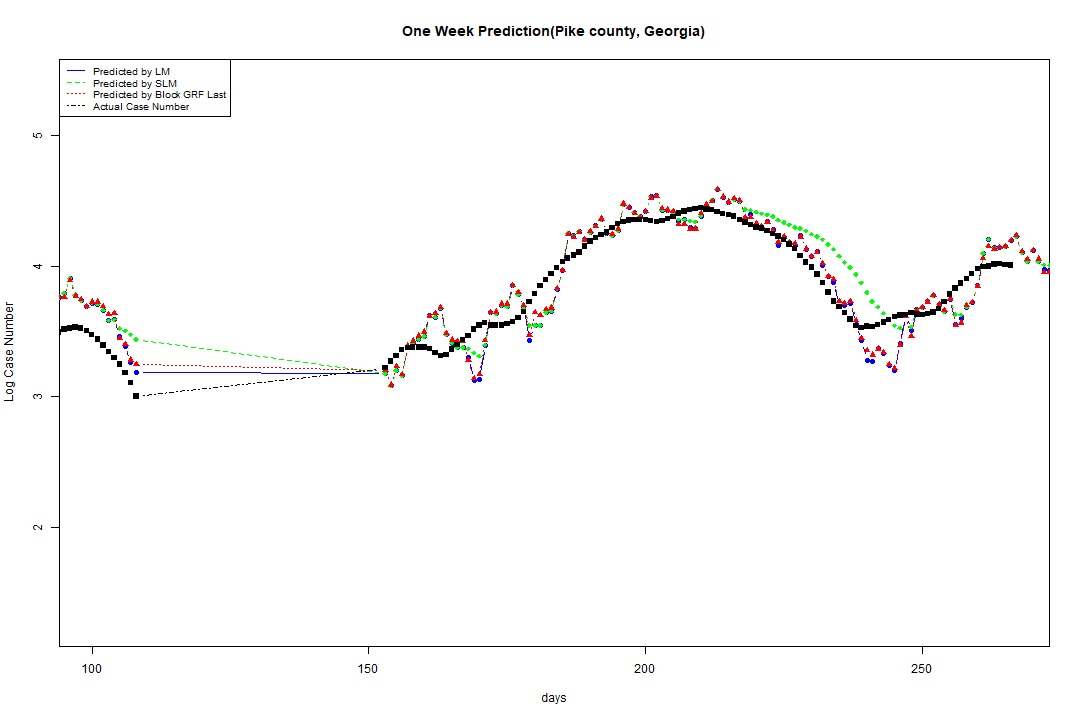 One Week Prediction(Pike county, Georgia)
Predicted by LM
Predicted by SLM
Predicted by Block GRF Last
Actual Case Number
5
4
3
2
Log Case Number
100 150 200 250
days